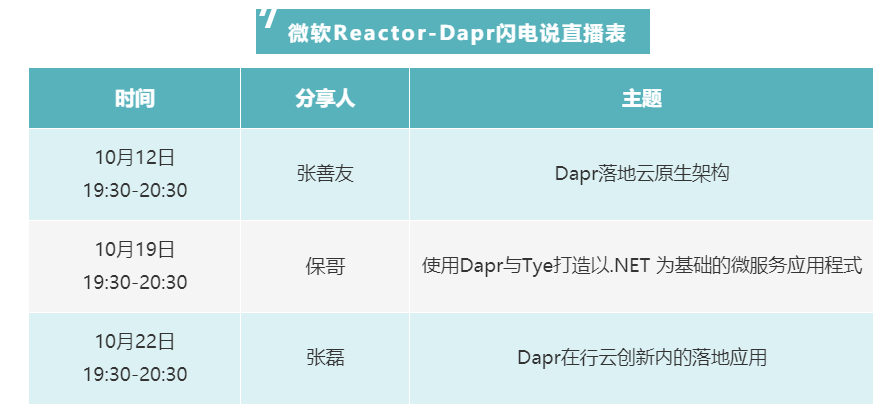 微软Reactor-Dapr闪电说直播表
时间 分享人 主题
10月12日
19:30-20:30
张善友
Dapr落地云原生架构
10月19日
19:30-20:30
保哥
使用Dapr与Tye打造以.NET 为基础的微服务应用程式
10月22日
19:30-20:30
张磊
Dapr在行云创新内的落地应用